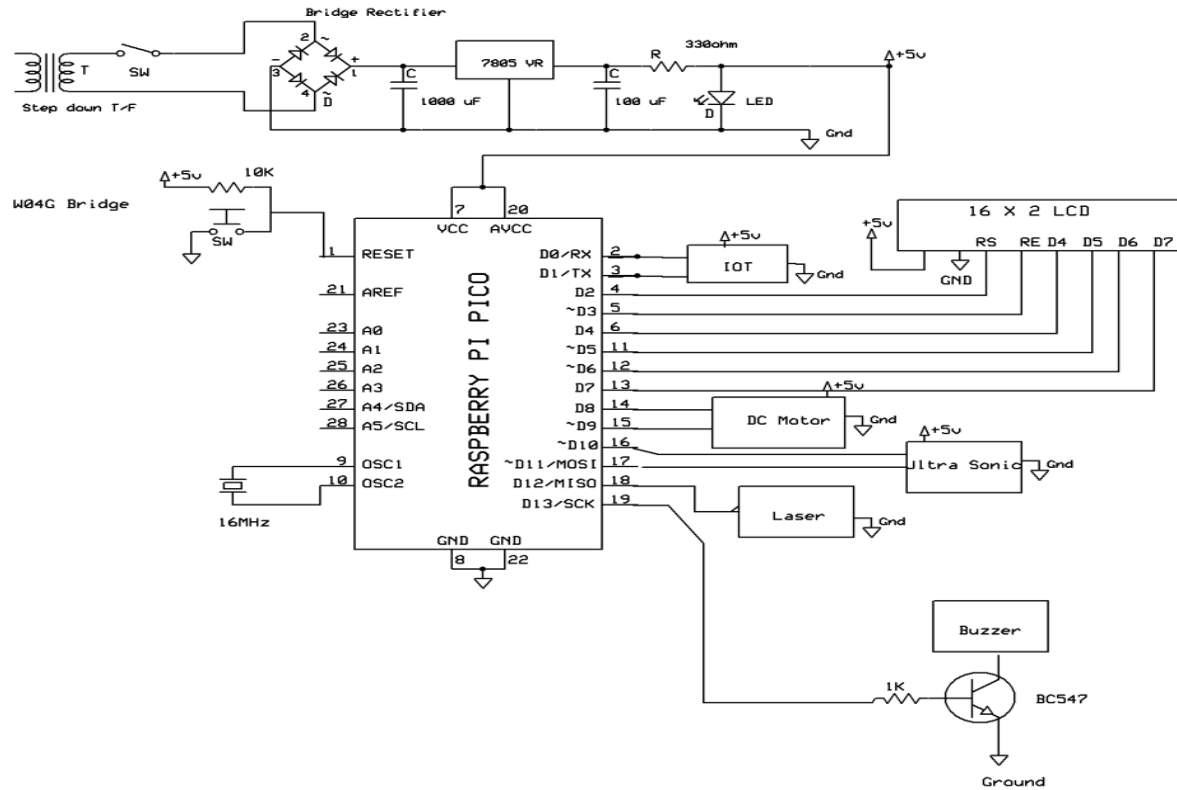 Bridge Rectifier
2 ~
- +
3 1
4 ~
D
T
SW
Step down T/F
C
1000 uF
7805 VR
C
100 uF
R
330ohm
D
LED
+5v
Gnd
+5v
10K
W04G Bridge
SW
7 20
VCC AVCC
RASPBERRY PI PICO
1 RESET
21 AREF
23 A0
24 A1
25 A2
26 A3
27 A4/SDA
28 A5/SCL
9 OSC1
10 OSC2
16MHz
D0/RX 2
D1/TX 3
D2 4
~D3 5
D4 6
~D5 11
~D6 12
D7 13
D8 14
~D9 15
~D10 16
~D11/MOSI 17
D12/MISO 18
D13/SCK 19
GND GND
8 22
+5v
IOT
Gnd
16 X 2 LCD
RS RE D4 D5 D6 D7
+5v
GND
+5v
DC Motor
Gnd
+5v
Jltra Sonic
Gnd
Laser
Gnd
Buzzer
1K
BC547
Ground